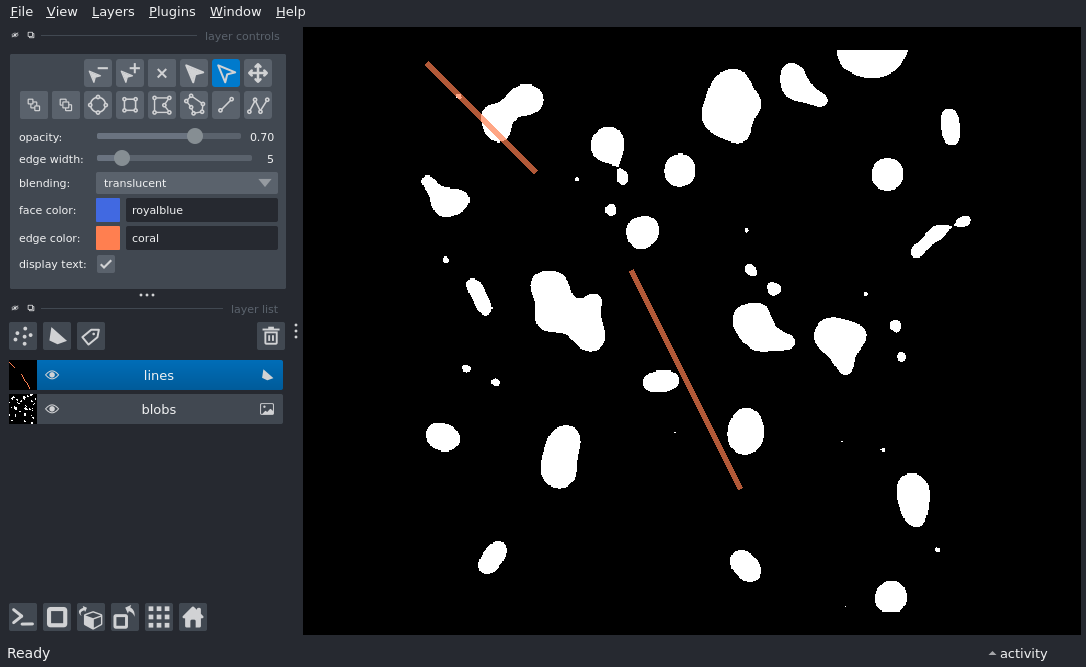 File View Layers Plugins Window Help
layer controls
opacity: 0.70
edge width: 5
blending: translucent
face color: royalblue
edge color: coral
display text:
layer list
lines
blobs
Ready activity